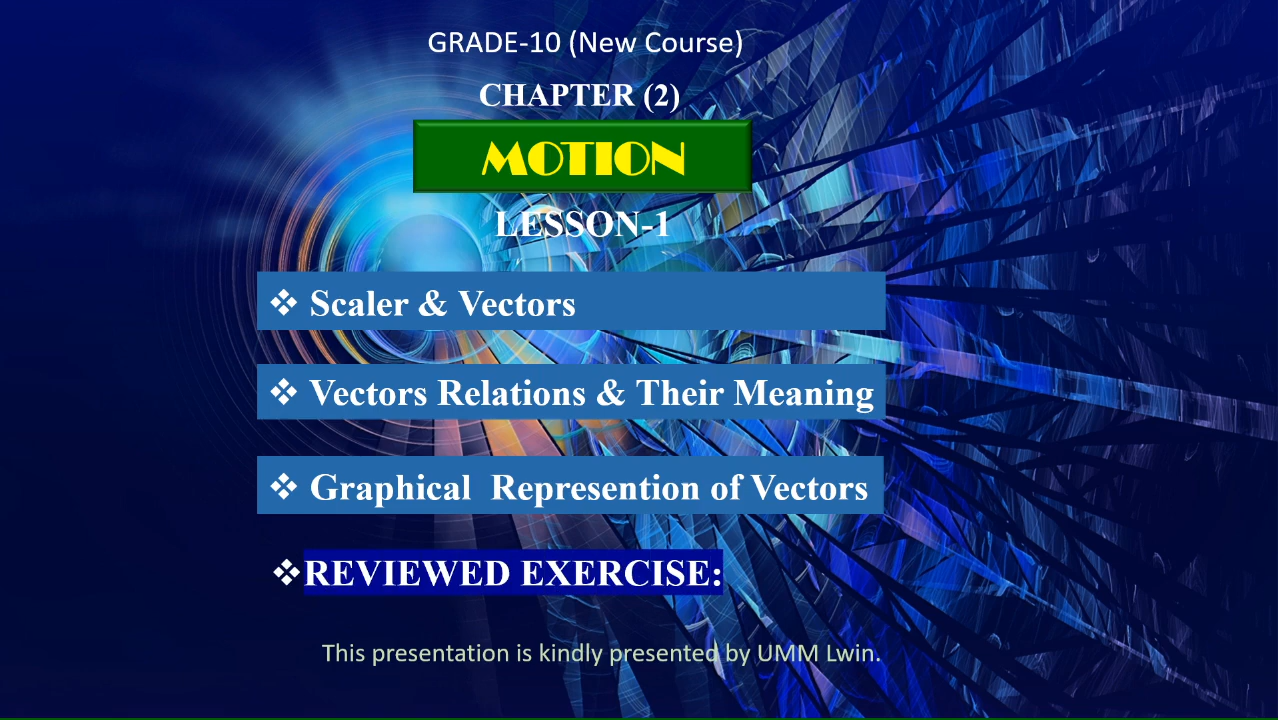 GRADE-10 (New Course)
CHAPTER (2)
MOTION
LESSON-1
❖ Scaler & Vectors
❖ Vectors Relations & Their Meaning
❖ Graphical Represention of Vectors
❖REVIEWED EXERCISE:
This presentation is kindly presented by UMM Lwin.